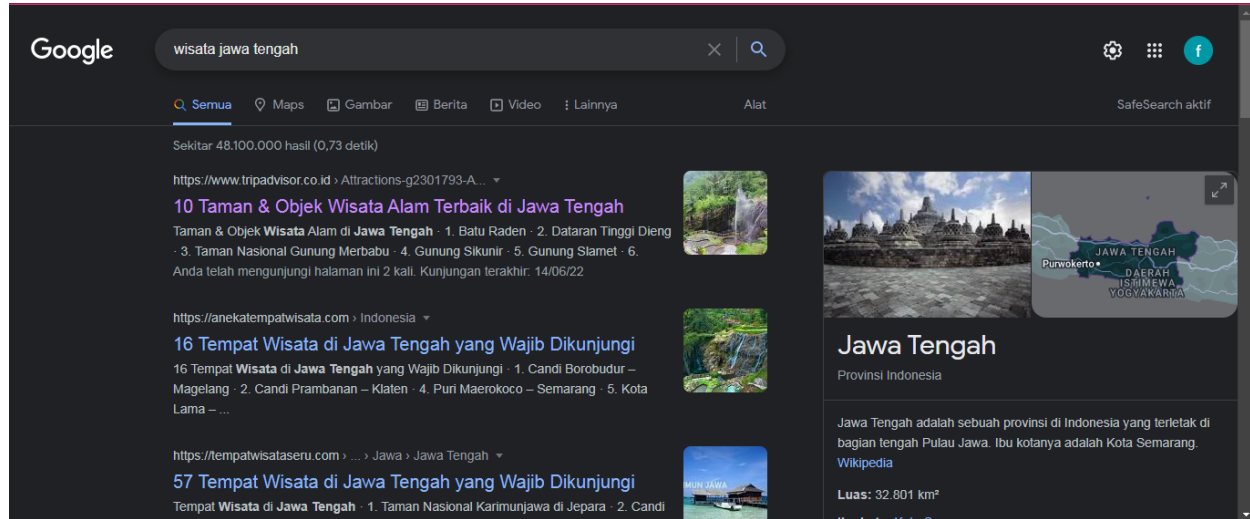 Google
wisata jawa tengah
Semua
Maps
Gambar
Berita
Video
Lainnya
Alat
SafeSearch aktif
Sekitar 48.100.000 hasil (0,73 detik)
https://www.tripadvisor.co.id › Attractions-g2301793-A...
10 Taman & Objek Wisata Alam Terbaik di Jawa Tengah
Taman & Objek Wisata Alam di Jawa Tengah · 1. Batu Raden · 2. Dataran Tinggi Dieng
· 3. Taman Nasional Gunung Merbabu · 4. Gunung Sikunir · 5. Gunung Slamet · 6.
Anda telah mengunjungi halaman ini 2 kali. Kunjungan terakhir: 14/06/22
https://anekatempatwisata.com › Indonesia
16 Tempat Wisata di Jawa Tengah yang Wajib Dikunjungi
16 Tempat Wisata di Jawa Tengah yang Wajib Dikunjungi · 1. Candi Borobudur –
Magelang · 2. Candi Prambanan – Klaten · 4. Puri Maerokoco – Semarang · 5. Kota
Lama – ...
https://tempatwisataseru.com › ... › Jawa › Jawa Tengah
57 Tempat Wisata di Jawa Tengah yang Wajib Dikunjungi
Tempat Wisata di Jawa Tengah · 1. Taman Nasional Karimunjawa di Jepara · 2. Candi
MUN JAWA
f
JAWA TENGAH
Purwokerto
DAERAH
ISTIMEWA
YOGYAKARTA
Jawa Tengah
Provinsi Indonesia
Jawa Tengah adalah sebuah provinsi di Indonesia yang terletak di
bagian tengah Pulau Jawa. Ibu kotanya adalah Kota Semarang.
Wikipedia
Luas: 32.801 km²